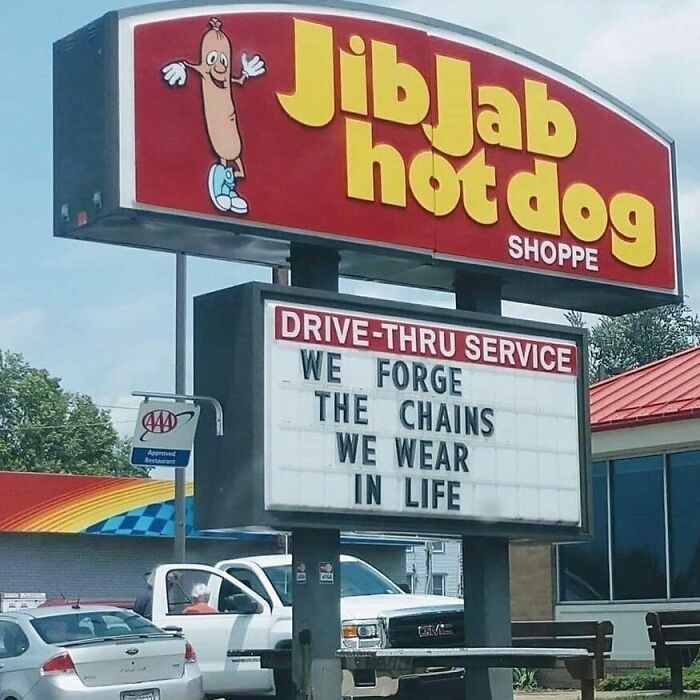 JibJab
hot dog
SHOPPE
DRIVE-THRU SERVICE
WE FORGE
THE CHAINS
WE WEAR
IN LIFE
AAA
Approved
Restaurant
GMC
VISA